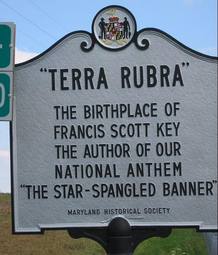 "TERRA RUBRA"
THE BIRTHPLACE OF
FRANCIS SCOTT KEY
THE AUTHOR OF OUR
NATIONAL ANTHEM
"THE STAR-SPANGLED BANNER"
MARYLAND HISTORICAL SOCIETY